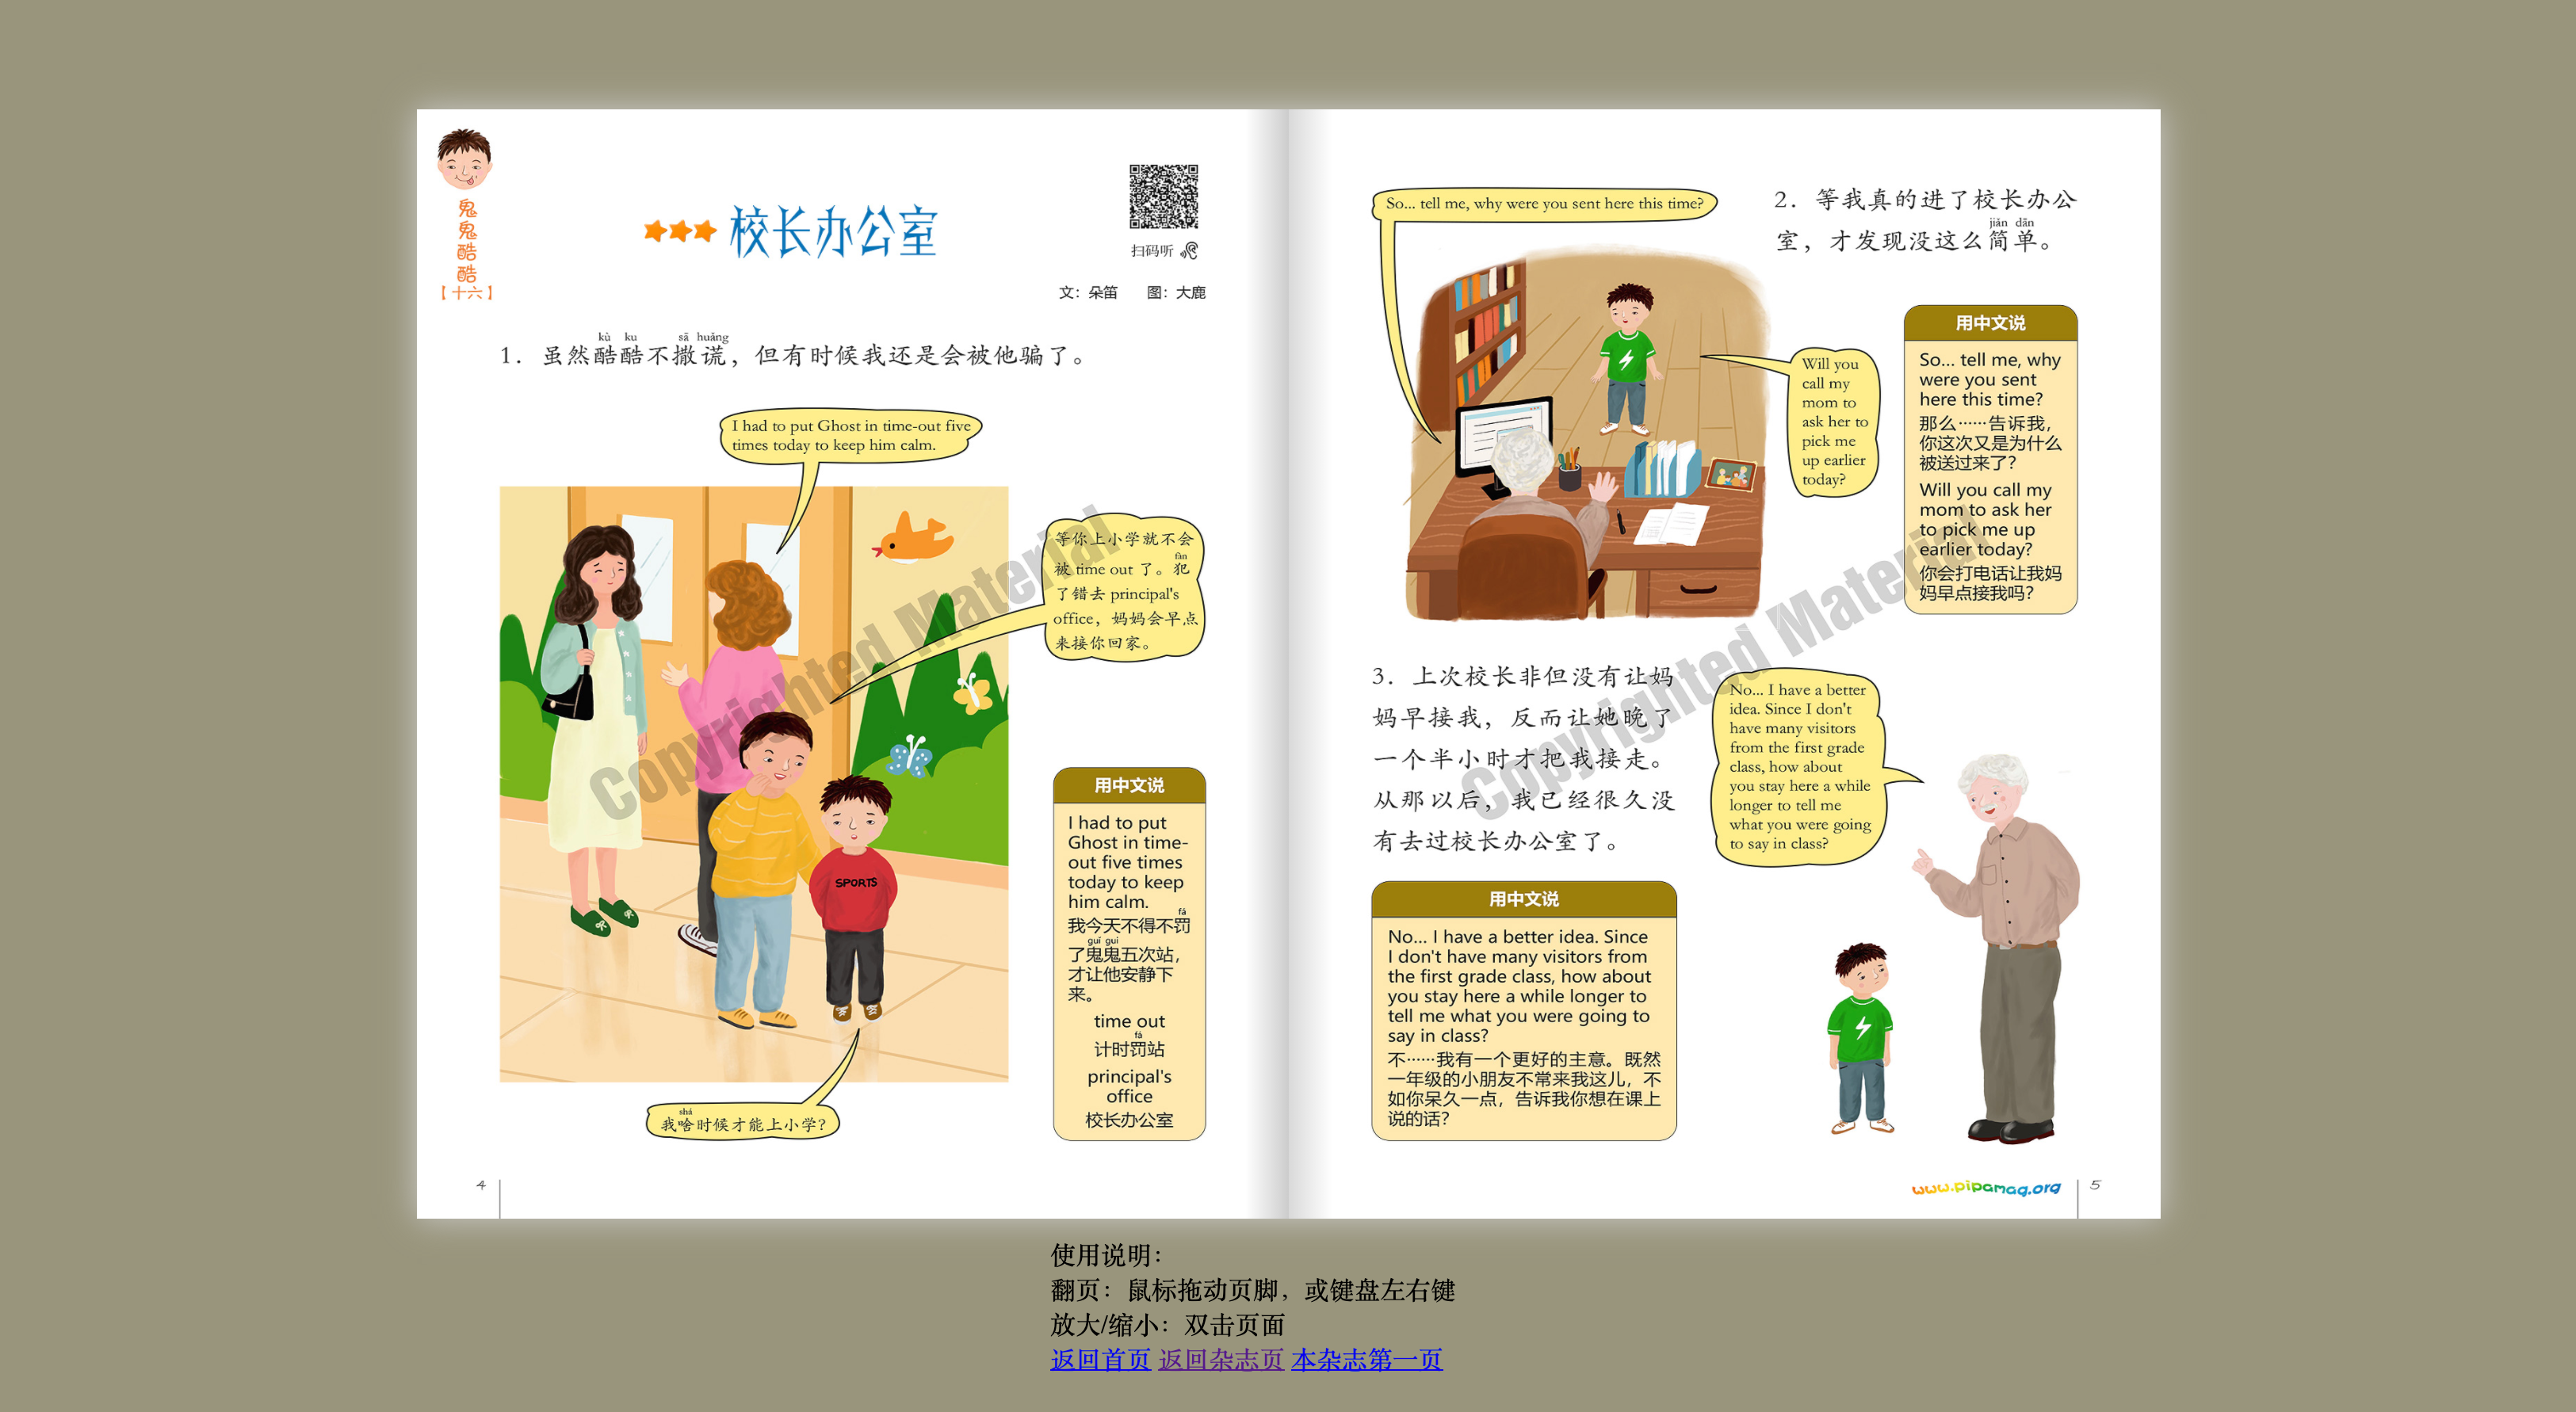 鬼
鬼
酷
酷
【十六】
校长办公室
扫码听
文：朵笛 图：大鹿
kù ku sā huǎng
1. 虽然酷酷不撒谎，但有时候我还是会被他骗了。
I had to put Ghost in time-out five
times today to keep him calm.
等你上小学就不会
fàn
被 time out 了。犯
了错去 principal's
office，妈妈会早点
来接你回家。
SPORTS
shá
我啥时候才能上小学？
用中文说
I had to put
Ghost in time-
out five times
today to keep
him calm.
fá
我今天不得不罚
guǐ gui
了鬼鬼五次站，
才让他安静下
来。
time out
fá
计时罚站
principal's
office
校长办公室
Copyrighted Material
4
So... tell me, why were you sent here this time?
2. 等我真的进了校长办公
jiǎn dān
室，才发现没这么简单。
Will you
call my
mom to
ask her to
pick me
up earlier
today?
用中文说
So... tell me, why
were you sent
here this time?
那么……告诉我，
你这次又是为什么
被送过来了？
Will you call my
mom to ask her
to pick me up
earlier today?
你会打电话让我妈
妈早点接我吗？
3. 上次校长非但没有让妈
妈早接我，反而让她晚了
一个半小时才把我接走。
从那以后，我已经很久没
有去过校长办公室了。
No... I have a better
idea. Since I don't
have many visitors
from the first grade
class, how about
you stay here a while
longer to tell me
what you were going
to say in class?
用中文说
No... I have a better idea. Since
I don't have many visitors from
the first grade class, how about
you stay here a while longer to
tell me what you were going to
say in class?
不……我有一个更好的主意。既然
一年级的小朋友不常来我这儿，不
如你呆久一点，告诉我你想在课上
说的话？
Copyrighted Material
www.pipamag.org
5
使用说明：
翻页：鼠标拖动页脚，或键盘左右键
放大/缩小：双击页面
返回首页 返回杂志页 本杂志第一页